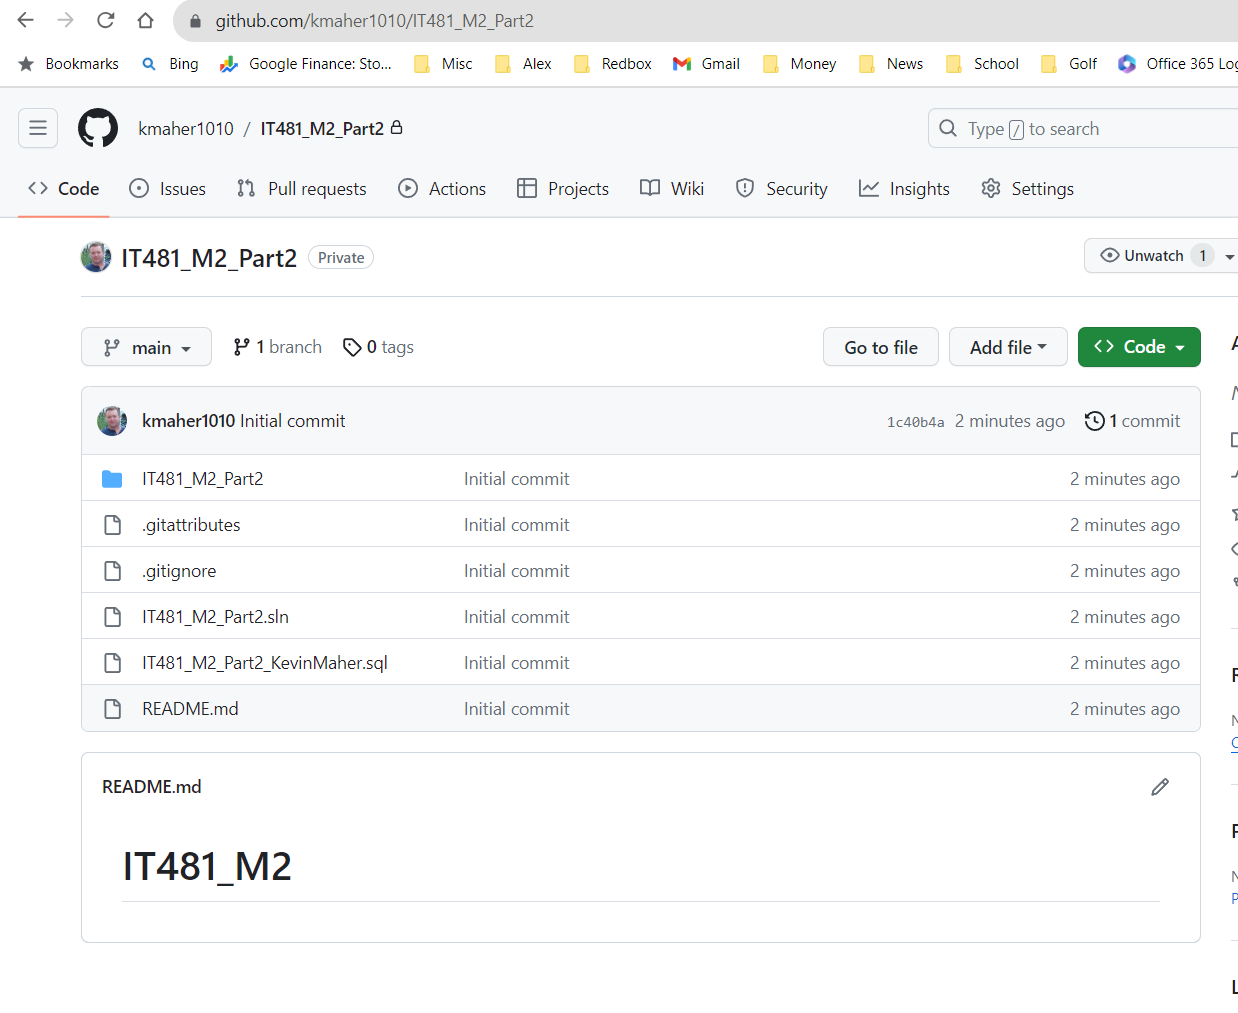 github.com/kmaher1010/IT481_M2_Part2
Bookmarks Bing Google Finance: Sto... Misc Alex Redbox Gmail Money News School Golf Office 365 Log
kmaher1010 / IT481_M2_Part2 Type / to search
Code Issues Pull requests Actions Projects Wiki Security Insights Settings
IT481_M2_Part2 Private Unwatch 1
main 1 branch 0 tags Go to file Add file Code
kmaher1010 Initial commit 1c40b4a 2 minutes ago 1 commit
IT481_M2_Part2 Initial commit 2 minutes ago
.gitattributes Initial commit 2 minutes ago
.gitignore Initial commit 2 minutes ago
IT481_M2_Part2.sln Initial commit 2 minutes ago
IT481_M2_Part2_KevinMaher.sql Initial commit 2 minutes ago
README.md Initial commit 2 minutes ago
README.md
IT481_M2